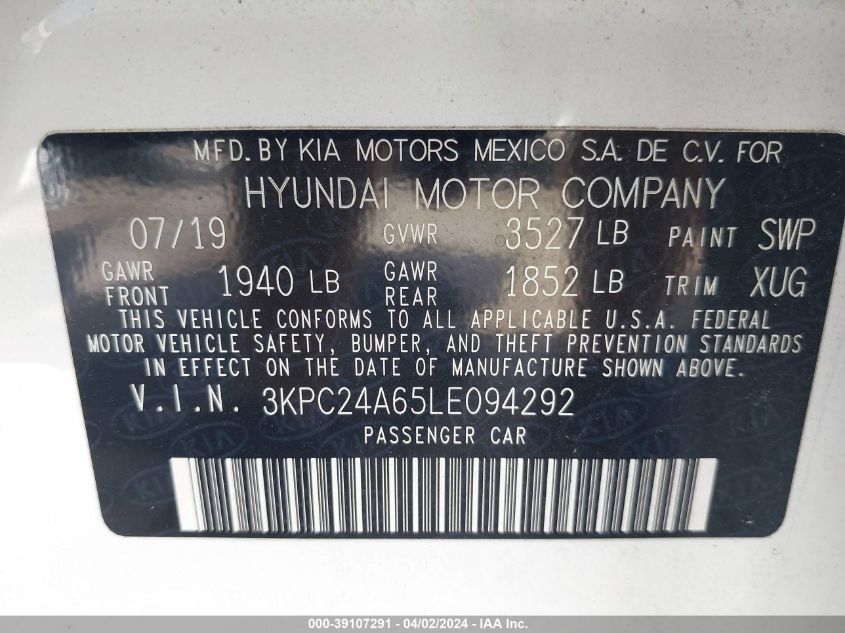 MFD. BY KIA MOTORS MEXICO S.A. DE C.V. FOR
HYUNDAI MOTOR COMPANY
07/19 GVWR 3527 LB PAINT SWP
GAWR FRONT 1940 LB GAWR REAR 1852 LB TRIM XUG
THIS VEHICLE CONFORMS TO ALL APPLICABLE U.S.A. FEDERAL
MOTOR VEHICLE SAFETY, BUMPER, AND THEFT PREVENTION STANDARDS
IN EFFECT ON THE DATE OF MANUFACTURE SHOWN ABOVE.
V.I.N. 3KPC24A65LE094292
PASSENGER CAR
000-39107291 - 04/02/2024 - IAA Inc.